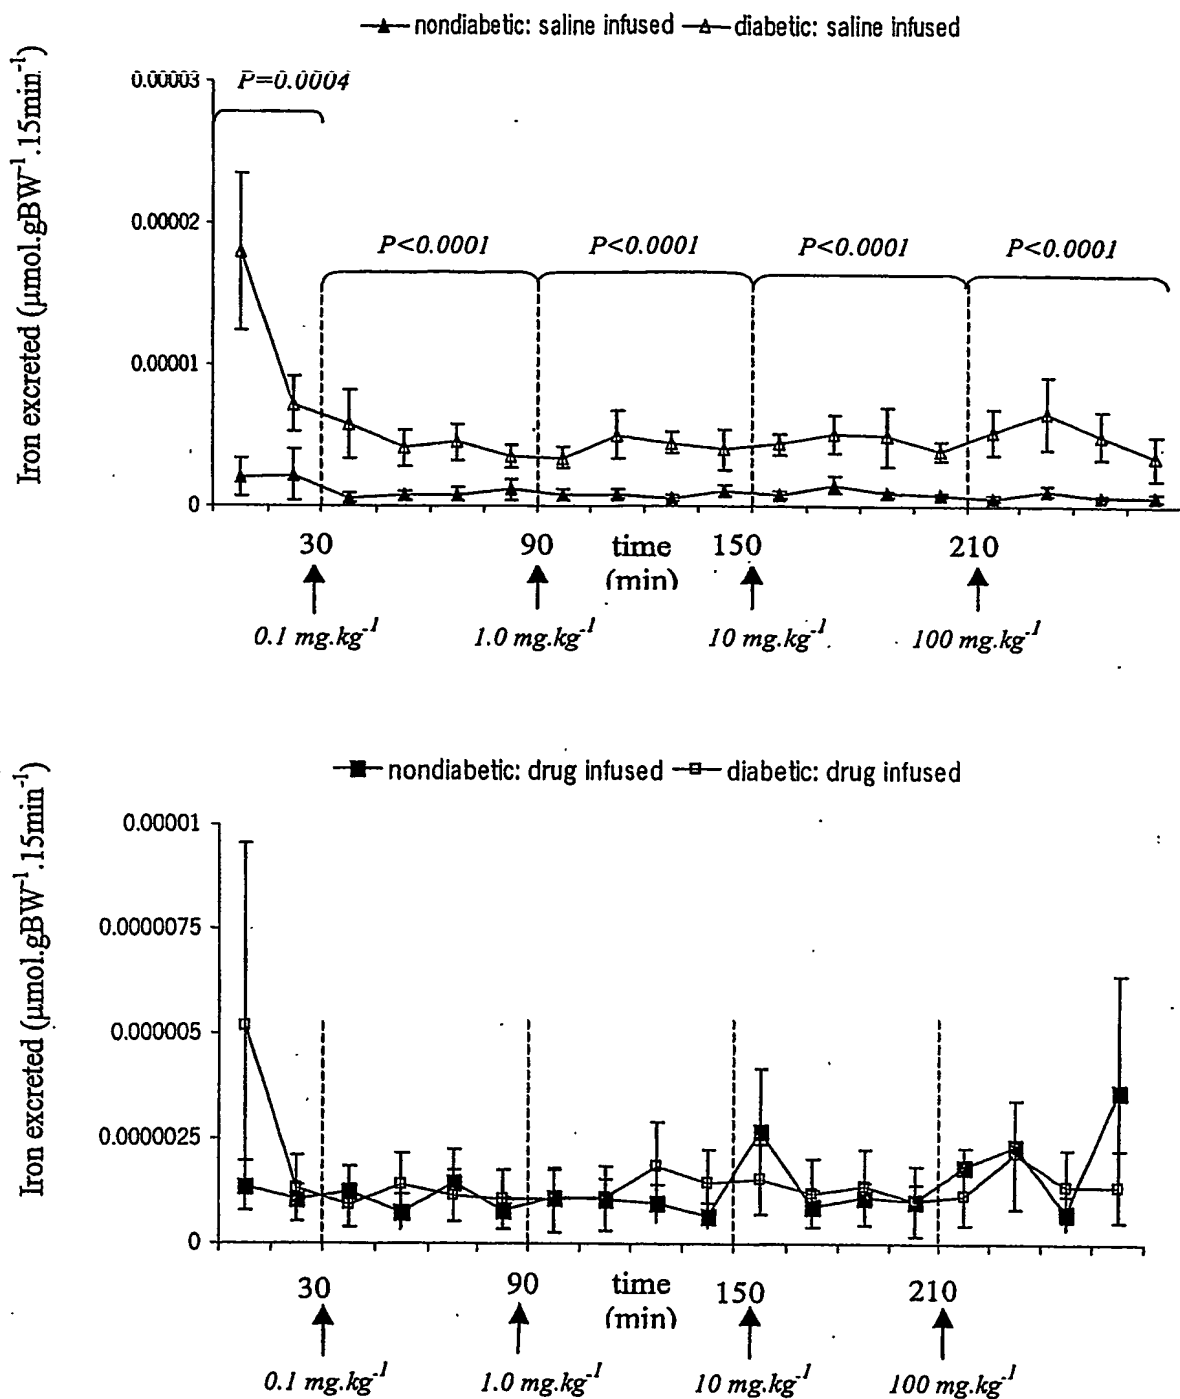 nondiabetic: saline infused diabetic: saline infused
Iron excreted (µmol.gBW⁻¹.15min⁻¹)
0.00003
P=0.0004
0.00002
P<0.0001 P<0.0001 P<0.0001 P<0.0001
0.00001
0
30 90 time 150 210
(min)
0.1 mg.kg⁻¹ 1.0 mg.kg⁻¹ 10 mg.kg⁻¹ 100 mg.kg⁻¹
nondiabetic: drug infused diabetic: drug infused
Iron excreted (µmol.gBW⁻¹.15min⁻¹)
0.00001
0.0000075
0.000005
0.0000025
0
30 90 time 150 210
(min)
0.1 mg.kg⁻¹ 1.0 mg.kg⁻¹ 10 mg.kg⁻¹ 100 mg.kg⁻¹